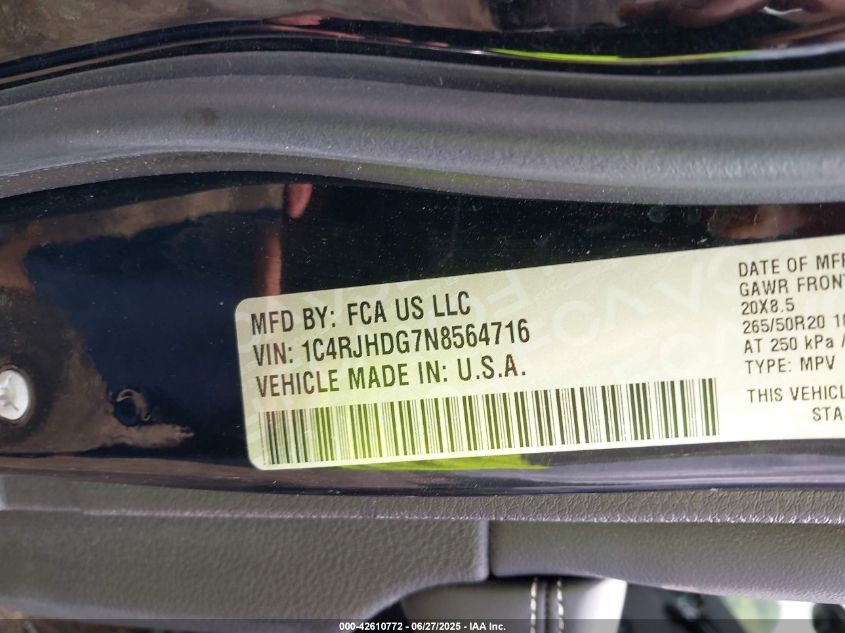 MFD BY: FCA US LLC
VIN: 1C4RJHDG7N8564716
VEHICLE MADE IN: U.S.A.
DATE OF MFR
GAWR FRONT
20X8.5
265/50R20 10
AT 250 kPa /
TYPE: MPV
THIS VEHICL
STA
000-42610772 - 06/27/2025 - IAA Inc.